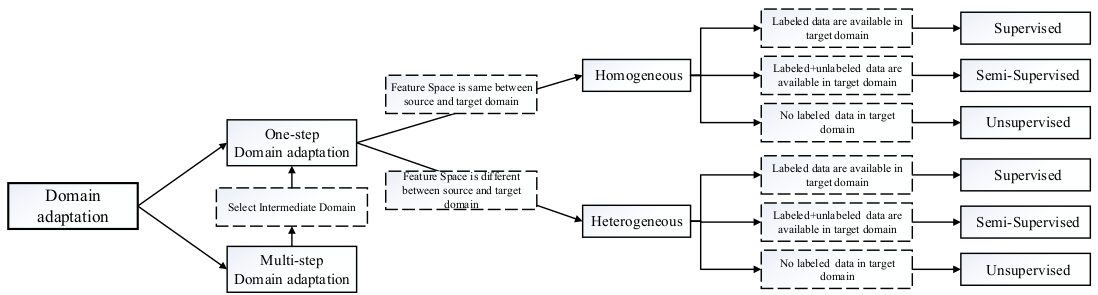 Domain
adaptation
One-step
Domain adaptation
Select Intermediate Domain
Multi-step
Domain adaptation
Feature Space is same between
source and target domain
Feature Space is different
between source and target
domain
Homogeneous
Heterogeneous
Labeled data are available in
target domain
Supervised
Labeled+unlabeled data are
available in target domain
Semi-Supervised
No labeled data in target
domain
Unsupervised
Labeled data are available in
target domain
Supervised
Labeled+unlabeled data are
available in target domain
Semi-Supervised
No labeled data in target
domain
Unsupervised